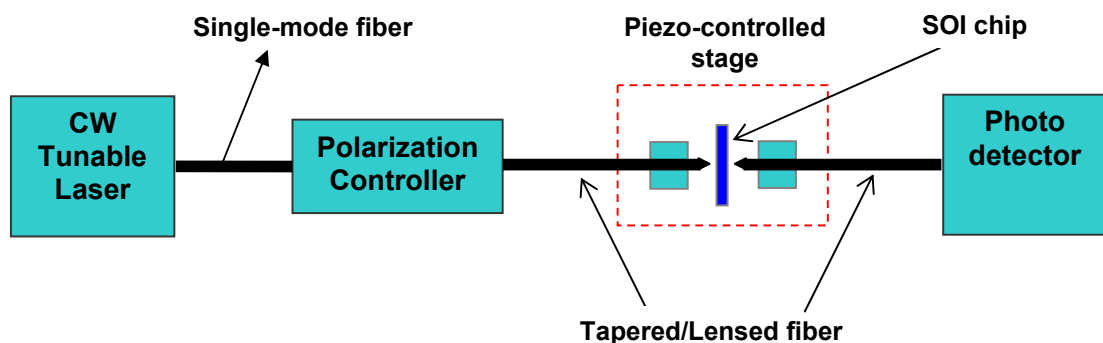 Single-mode fiber
Piezo-controlled
stage
SOI chip
CW
Tunable
Laser
Polarization
Controller
Photo
detector
Tapered/Lensed fiber